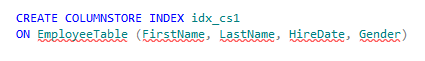 CREATE COLUMNSTORE INDEX idx_cs1
ON EmployeeTable (FirstName, LastName, HireDate, Gender)